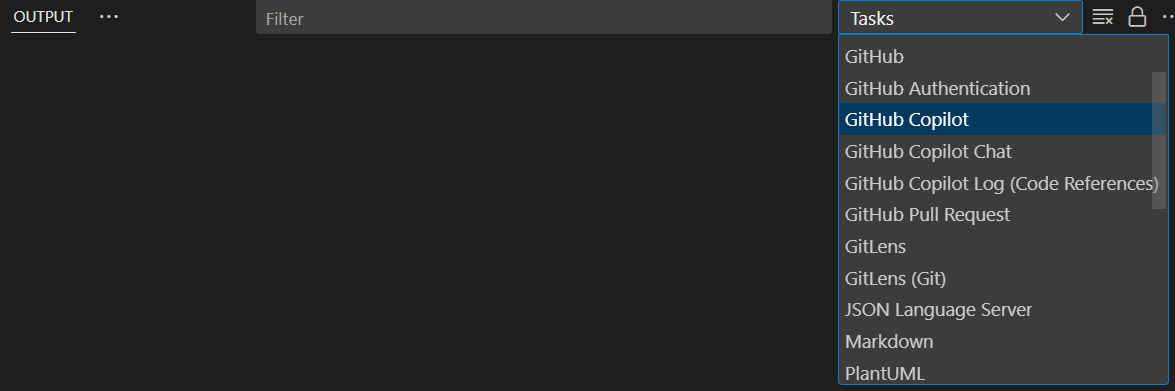 OUTPUT ··· Filter Tasks
GitHub
GitHub Authentication
GitHub Copilot
GitHub Copilot Chat
GitHub Copilot Log (Code References)
GitHub Pull Request
GitLens
GitLens (Git)
JSON Language Server
Markdown
PlantUML